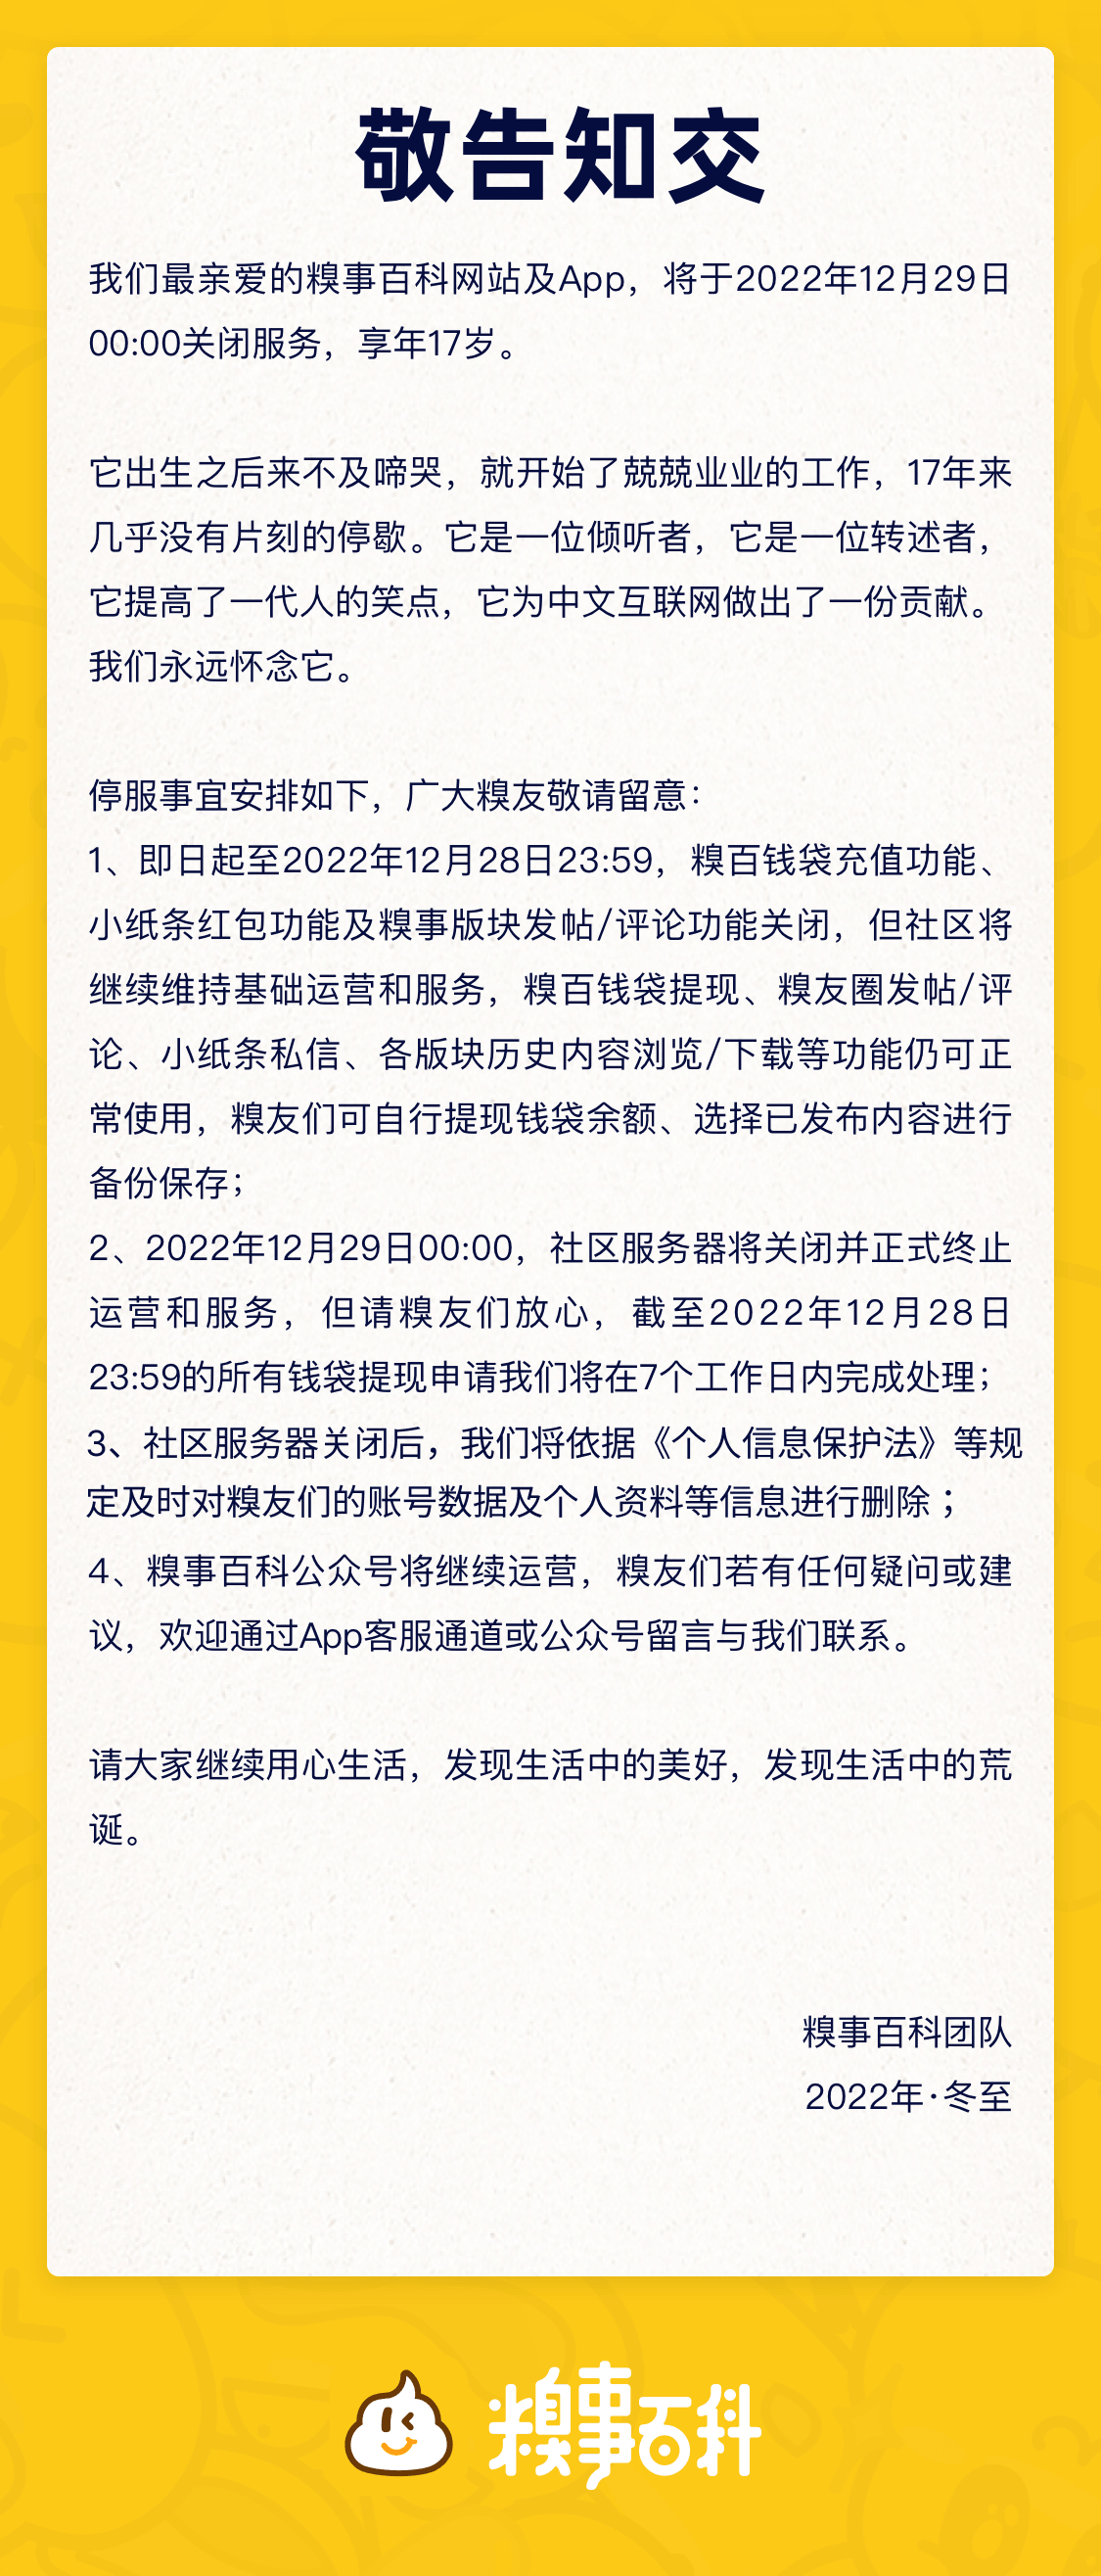 敬告知交
我们最亲爱的糗事百科网站及App，将于2022年12月29日
00:00关闭服务，享年17岁。
它出生之后来不及啼哭，就开始了兢兢业业的工作，17年来
几乎没有片刻的停歇。它是一位倾听者，它是一位转述者，
它提高了一代人的笑点，它为中文互联网做出了一份贡献。
我们永远怀念它。
停服事宜安排如下，广大糗友敬请留意：
1、即日起至2022年12月28日23:59，糗百钱袋充值功能、
小纸条红包功能及糗事版块发帖/评论功能关闭，但社区将
继续维持基础运营和服务，糗百钱袋提现、糗友圈发帖/评
论、小纸条私信、各版块历史内容浏览/下载等功能仍可正
常使用，糗友们可自行提现钱袋余额、选择已发布内容进行
备份保存；
2、2022年12月29日00:00，社区服务器将关闭并正式终止
运营和服务，但请糗友们放心，截至2022年12月28日
23:59的所有钱袋提现申请我们将在7个工作日内完成处理；
3、社区服务器关闭后，我们将依据《个人信息保护法》等规
定及时对糗友们的账号数据及个人资料等信息进行删除；
4、糗事百科公众号将继续运营，糗友们若有任何疑问或建
议，欢迎通过App客服通道或公众号留言与我们联系。
请大家继续用心生活，发现生活中的美好，发现生活中的荒
诞。
糗事百科团队
2022年·冬至
糗事百科